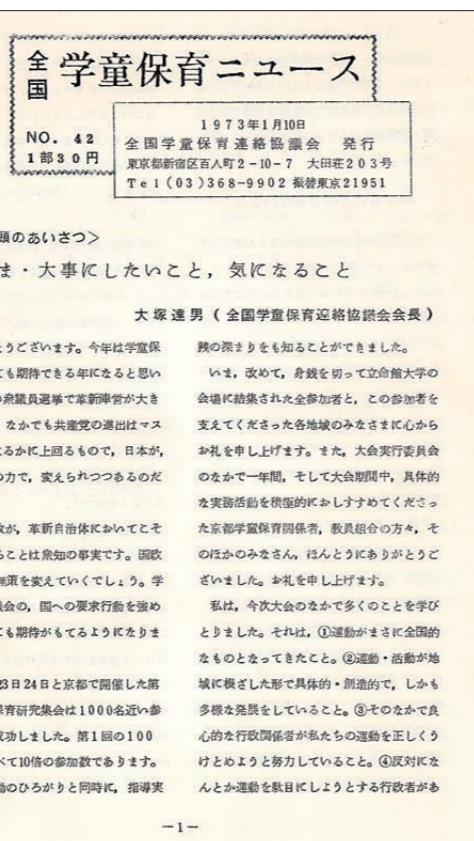 全国
学童保育ニュース
NO. 42
1部30円
1973年1月10日
全国学童保育連絡協議会 発行
東京都新宿区百人町2-10-7 大田荘203号
Tel(03)368-9902 振替東京21951
頭のあいさつ>
ま・大事にしたいこと，気になること
大塚達男(全国学童保育連絡協議会会長)
うございます。今年は学童保
も期待できる年になると思い
衆議員選挙で革新陣営が大き
なかでも共産党の進出はマス
るかに上回るもので，日本が，
の力で，変えられつつあるのだ
が，革新自治体においてこそ
ることは衆知の事実です。国政
策を変えていくでしょう。学
会の，国への要求行動を強め
も期待がもてるようになりま
23日24日と京都で開催した第
保育研究集会は1000名近い参
成功しました。第1回の100
べて10倍の参加数であります。
動のひろがりと同時に，指導実
践の深まりをも知ることができました。
いま，改めて，身銭を切って立命館大学の
会場に結集された全参加者と，この参加者を
支えてくださった各地域のみなさまに心から
お礼を申し上げます。また，大会実行委員会
のなかで一年間，そして大会期間中，具体的
な実務活動を積極的におしすすめてくださっ
た京都学童保育関係者，教員組合の方々，そ
のほかのみなさん，ほんとうにありがとうご
ざいました。お礼を申し上げます。
私は，今次大会のなかで多くのことを学び
とりました。それは，①運動がまさに全国的
なものとなってきたこと。②運動・活動が地
域に根ざした形で具体的・創造的で，しかも
多様な発展をしていること。③そのなかで良
心的な行政関係者が私たちの運動を正しくう
けとめようと努力していること。④反対にな
んとか運動を駄目にしようとする行政者があ
-1-